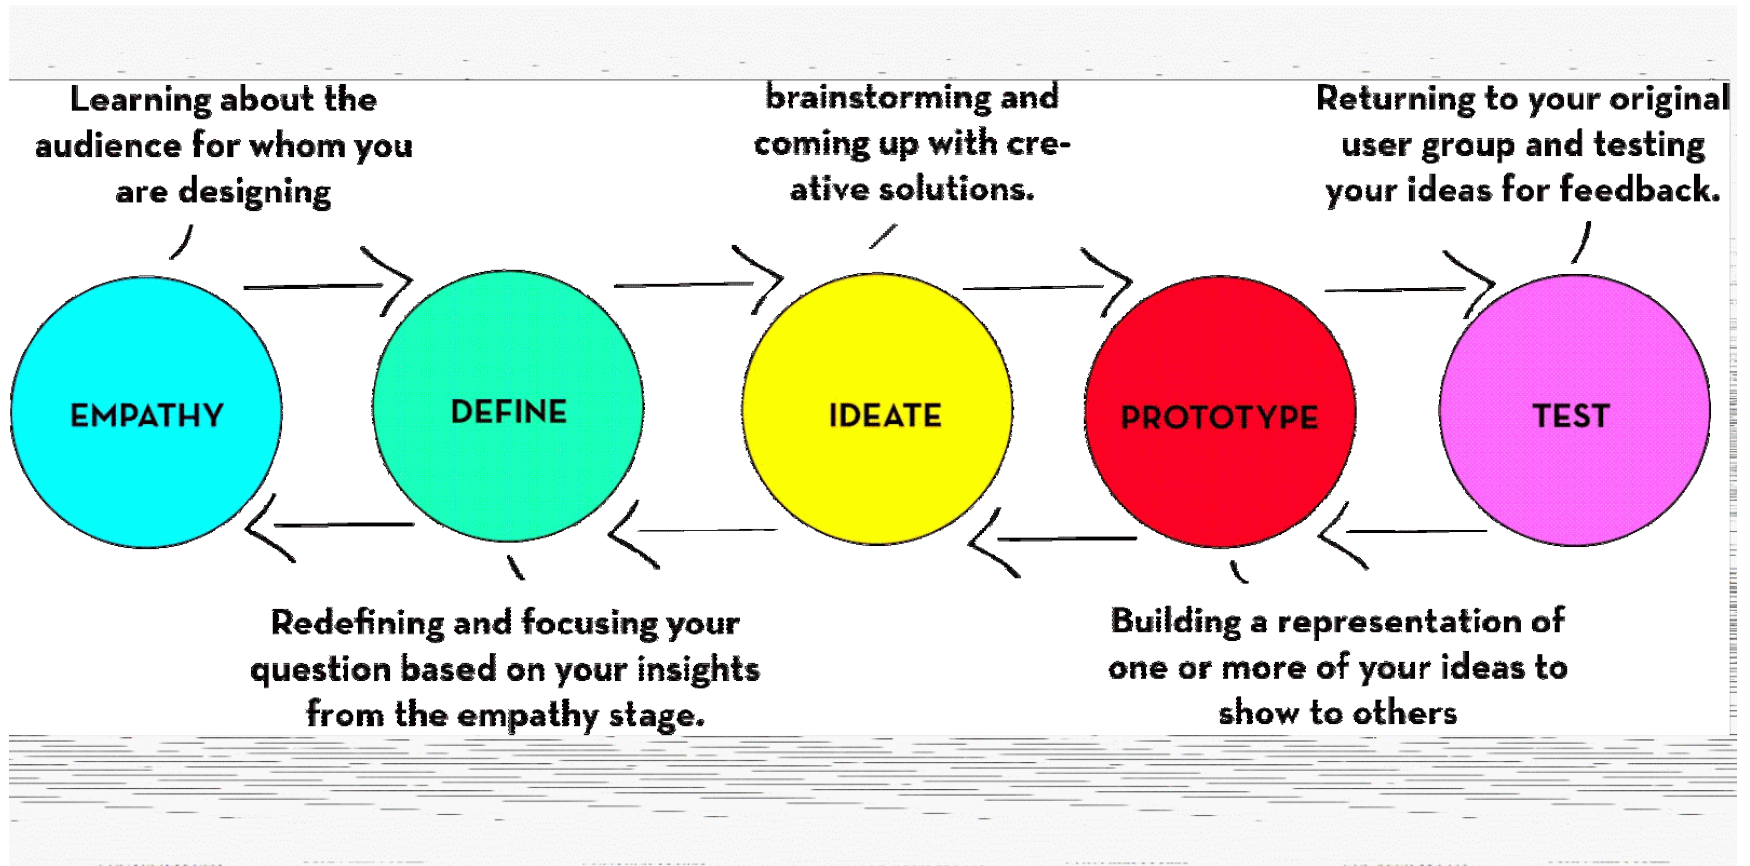 Learning about the
audience for whom you
are designing
brainstorming and
coming up with cre-
ative solutions.
Returning to your original
user group and testing
your ideas for feedback.
EMPATHY
DEFINE
IDEATE
PROTOTYPE
TEST
Redefining and focusing your
question based on your insights
from the empathy stage.
Building a representation of
one or more of your ideas to
show to others